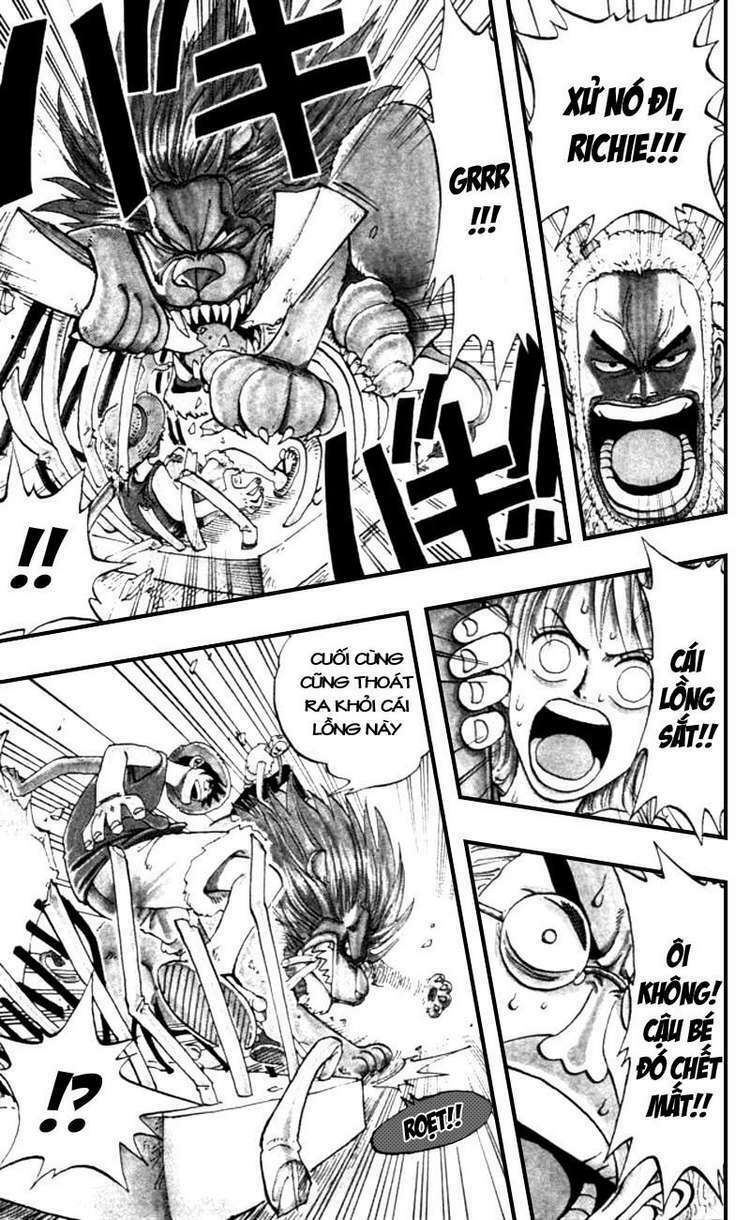 XỬ NÓ ĐI,
RICHIE!!!
GRRR
!!!
バキ
バキ!!
!!
CÁI
LỒNG
SẮT!!
ÔI
KHÔNG!
CẬU BÉ
ĐÓ CHẾT
MẤT!!
CUỐI CÙNG
CŨNG THOÁT
RA KHỎI CÁI
LỒNG NÀY
ROẸT!!
!?